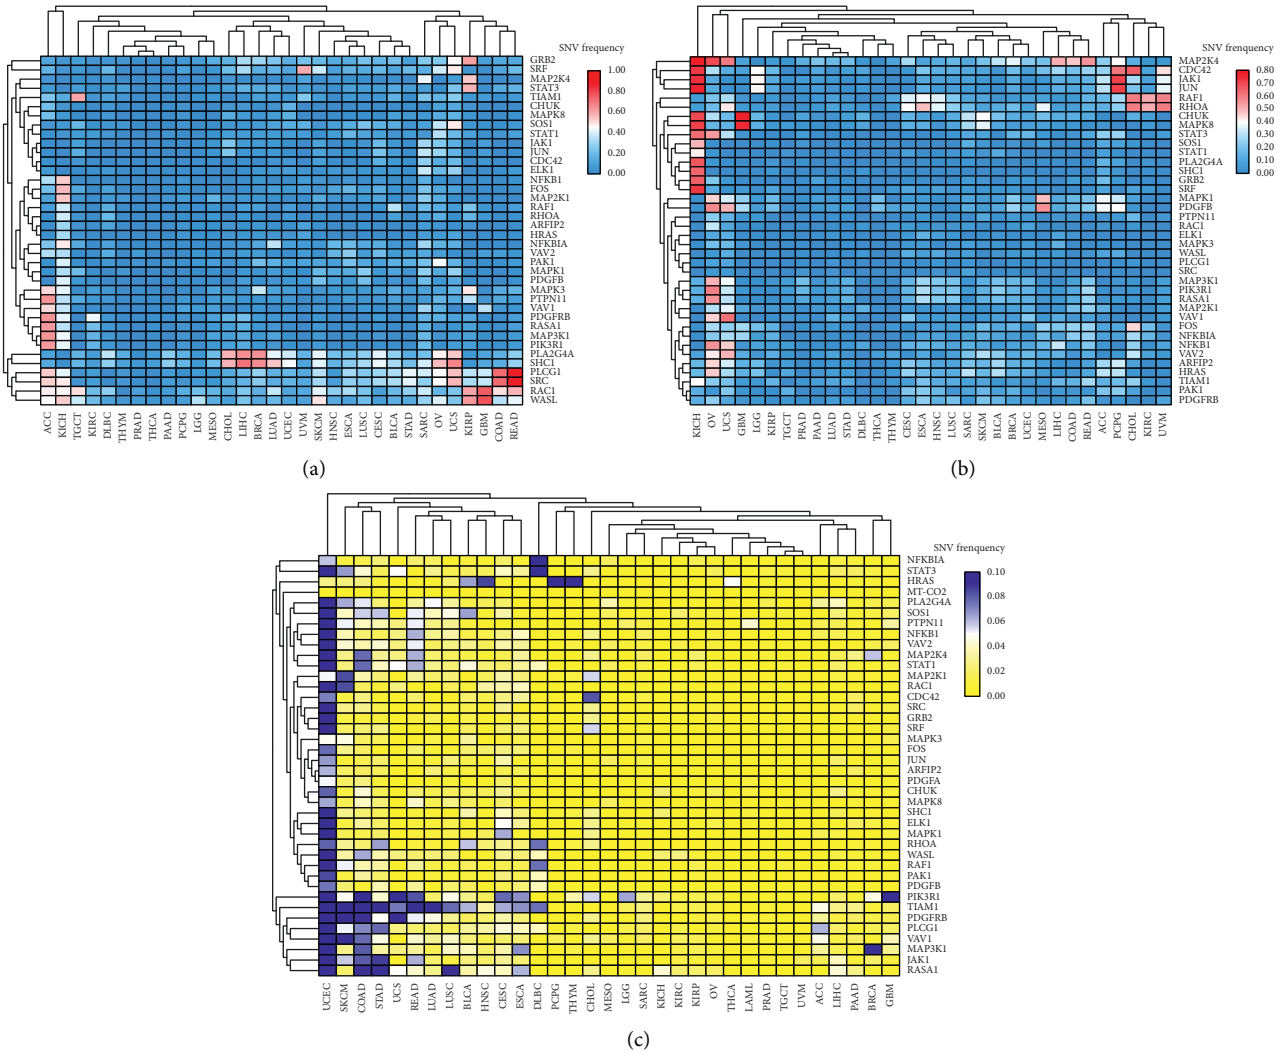 SNV frequency
1.00
0.80
0.60
0.40
0.20
0.00
GRB2
SRF
MAP2K4
STAT3
TIAM1
CHUK
MAPK8
SOS1
STAT1
JAK1
JUN
CDC42
ELK1
NFKB1
FOS
MAP2K1
RAF1
RHOA
ARFIP2
HRAS
NFKBIA
VAV2
PAK1
MAPK1
PDGFB
MAPK3
PTPN11
VAV1
PDGFRB
RASA1
MAP3K1
PIK3R1
PLA2G4A
SHC1
PLCG1
SRC
RAC1
WASL
ACC
KICH
TGCT
KIRC
DLBC
THYM
PRAD
THCA
PAAD
PCPG
LGG
MESO
CHOL
LIHC
BRCA
LUAD
UCEC
UVM
SKCM
HNSC
ESCA
LUSC
CESC
BLCA
STAD
SARC
OV
UCS
KIRP
GBM
COAD
READ
(a)
SNV frenquency
0.80
0.70
0.60
0.50
0.40
0.30
0.20
0.10
0.00
MAP2K4
CDC42
JAK1
JUN
RAF1
RHOA
CHUK
MAPK8
STAT3
SOS1
STAT1
PLA2G4A
SHC1
GRB2
SRF
MAPK1
PDGFB
PTPN11
RAC1
ELK1
MAPK3
WASL
PLCG1
SRC
MAP3K1
PIK3R1
RASA1
MAP2K1
VAV1
FOS
NFKBIA
NFKB1
VAV2
ARFIP2
HRAS
TIAM1
PAK1
PDGFRB
KICH
OV
UCS
GBM
LGG
KIRP
TGCT
PRAD
PAAD
LUAD
STAD
DLBC
THCA
THYM
CESC
ESCA
HNSC
LUSC
SARC
SKCM
BLCA
BRCA
UCEC
MESO
LIHC
COAD
READ
ACC
PCPG
CHOL
KIRC
UVM
(b)
SNV frenquency
0.10
0.08
0.06
0.04
0.02
0.00
NFKBIA
STAT3
HRAS
MT-CO2
PLA2G4A
SOS1
PTPN11
NFKB1
VAV2
MAP2K4
STAT1
MAP2K1
RAC1
CDC42
SRC
GRB2
SRF
MAPK3
FOS
JUN
ARFIP2
PDGFA
CHUK
MAPK8
SHC1
ELK1
MAPK1
RHOA
WASL
RAF1
PAK1
PDGFB
PIK3R1
TIAM1
PDGFRB
PLCG1
VAV1
MAP3K1
JAK1
RASA1
UCEC
SKCM
COAD
STAD
UCS
READ
LUAD
LUSC
BLCA
HNSC
CESC
ESCA
DLBC
PCPG
THYM
CHOL
MESO
LGG
SARC
KICH
KIRC
KIRP
OV
THCA
LAML
PRAD
TGCT
UVM
ACC
LIHC
PAAD
BRCA
GBM
(c)